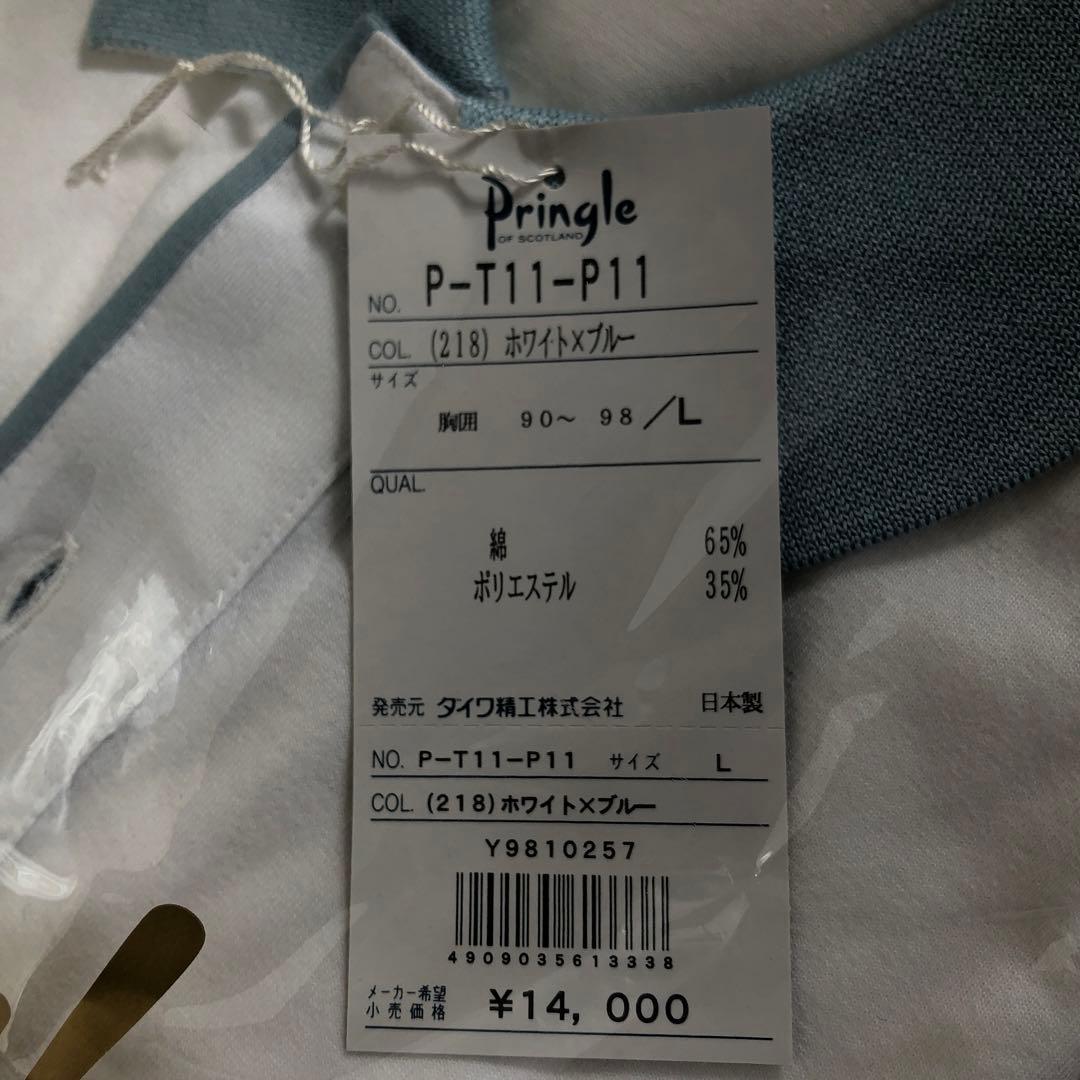 Pringle
OF SCOTLAND
NO. P-T11-P11
COL. (218) ホワイト×ブルー
サイズ
胸囲 90～ 98／L
QUAL.
綿 65%
ポリエステル 35%
発売元 ダイワ精工株式会社 日本製
NO. P-T11-P11 サイズ L
COL. (218)ホワイト×ブルー
Y9810257
4909035613338
メーカー希望
小売価格 ¥14,000